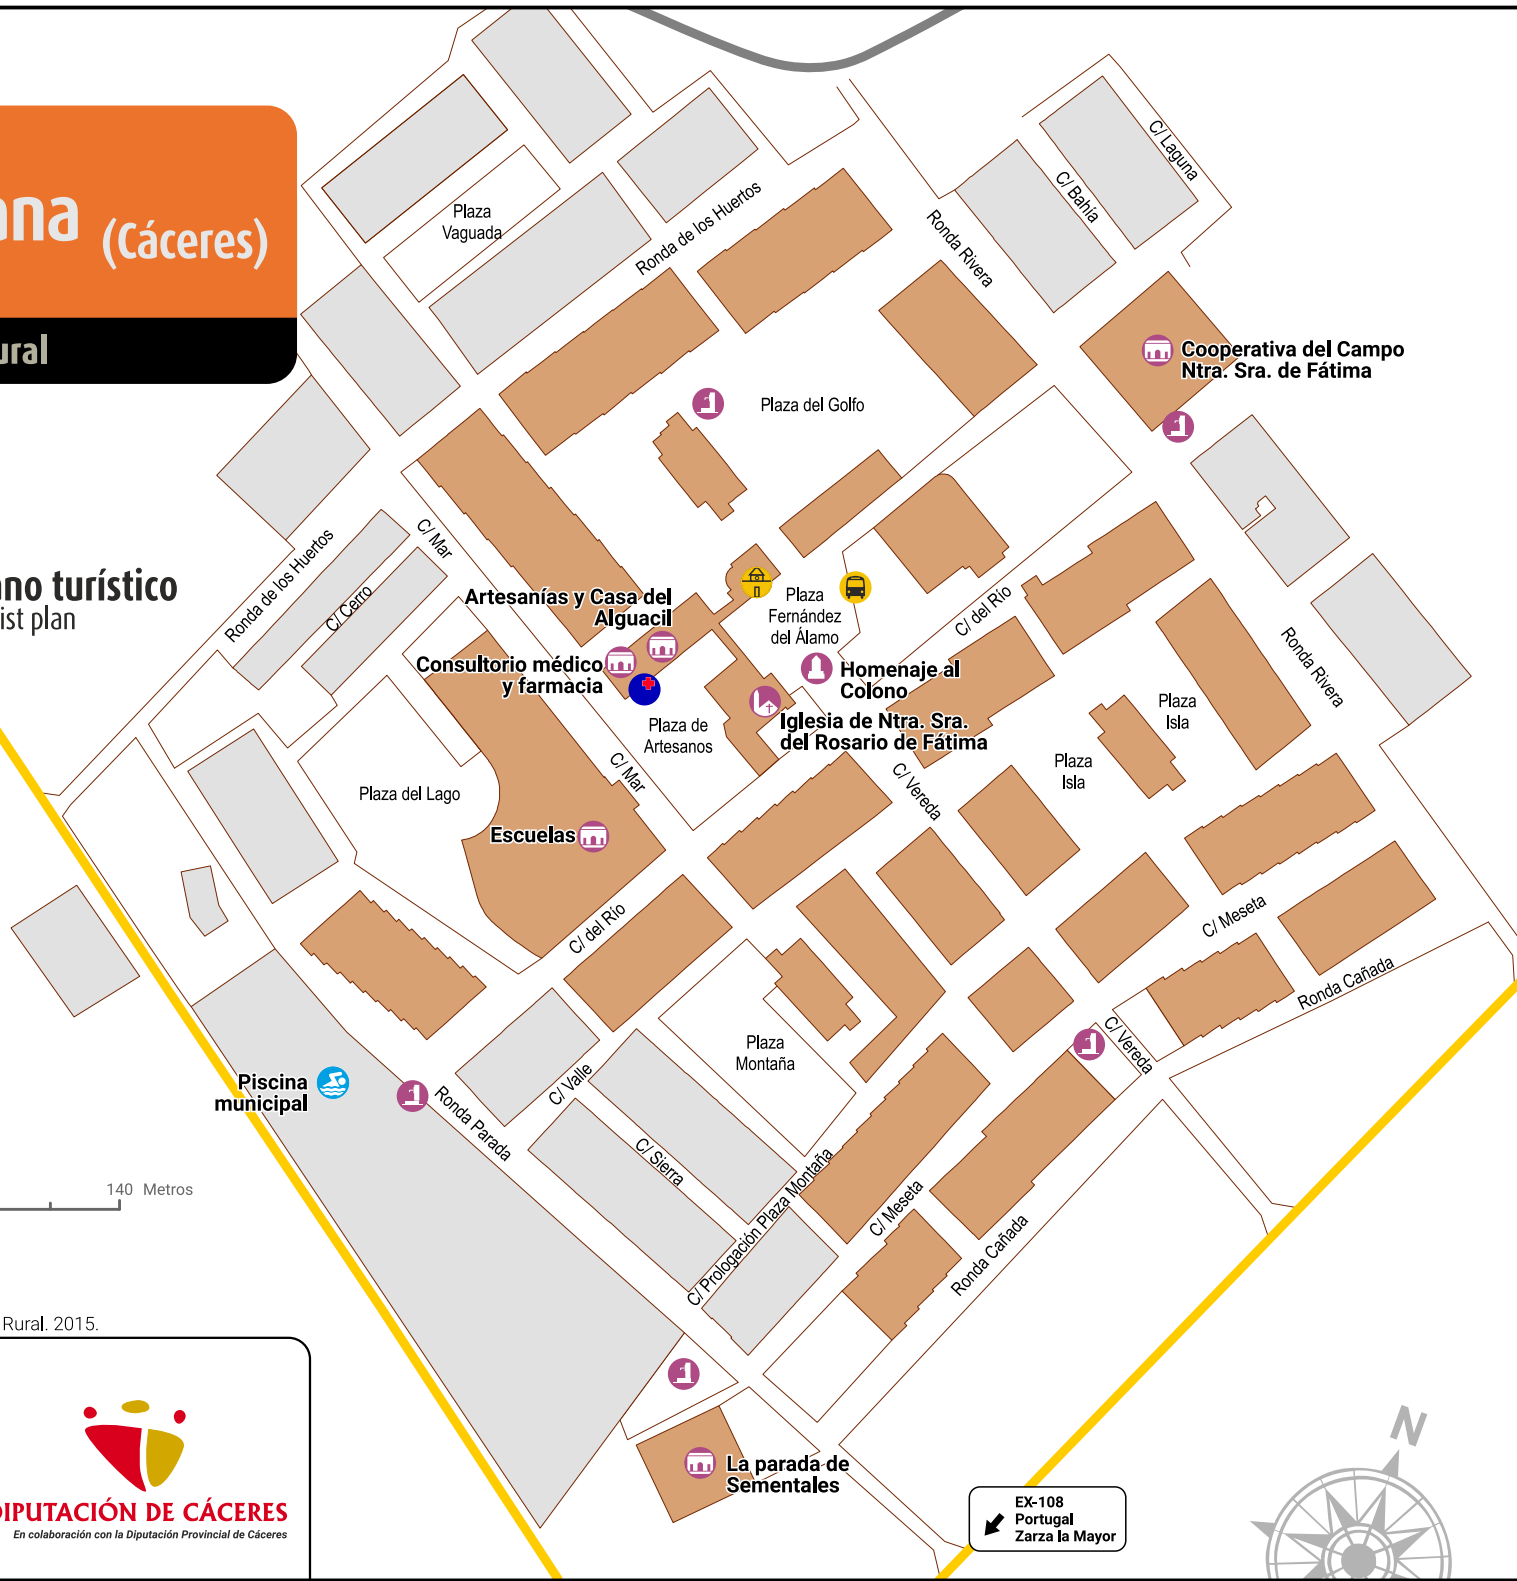 (Cáceres)
Plaza
Vaguada
Ronda de los Huertos
C/ Laguna
C/ Bahía
Ronda Rivera
Cooperativa del Campo
Ntra. Sra. de Fátima
Plaza del Golfo
C/ Mar
Ronda de los Huertos
C/ Cerro
ist plan
Artesanías y Casa del
Alguacil
Plaza
Fernández
del Álamo
C/ del Río
Consultorio médico
y farmacia
Homenaje al
Colono
Ronda Rivera
Plaza
Isla
Plaza de
Artesanos
Iglesia de Ntra. Sra.
del Rosario de Fátima
Plaza
Isla
C/ Mar
C/ Vereda
Plaza del Lago
Escuelas
C/ del Río
C/ Meseta
Ronda Cañada
Plaza
Montaña
C/ Vereda
Piscina
municipal
C/ Valle
Ronda Parada
C/ Sierra
140 Metros
C/ Prologación Plaza Montaña
C/ Meseta
Ronda Cañada
Rural. 2015.
La parada de
Sementales
DIPUTACIÓN DE CÁCERES
En colaboración con la Diputación Provincial de Cáceres
EX-108
Portugal
Zarza la Mayor
N
turístico